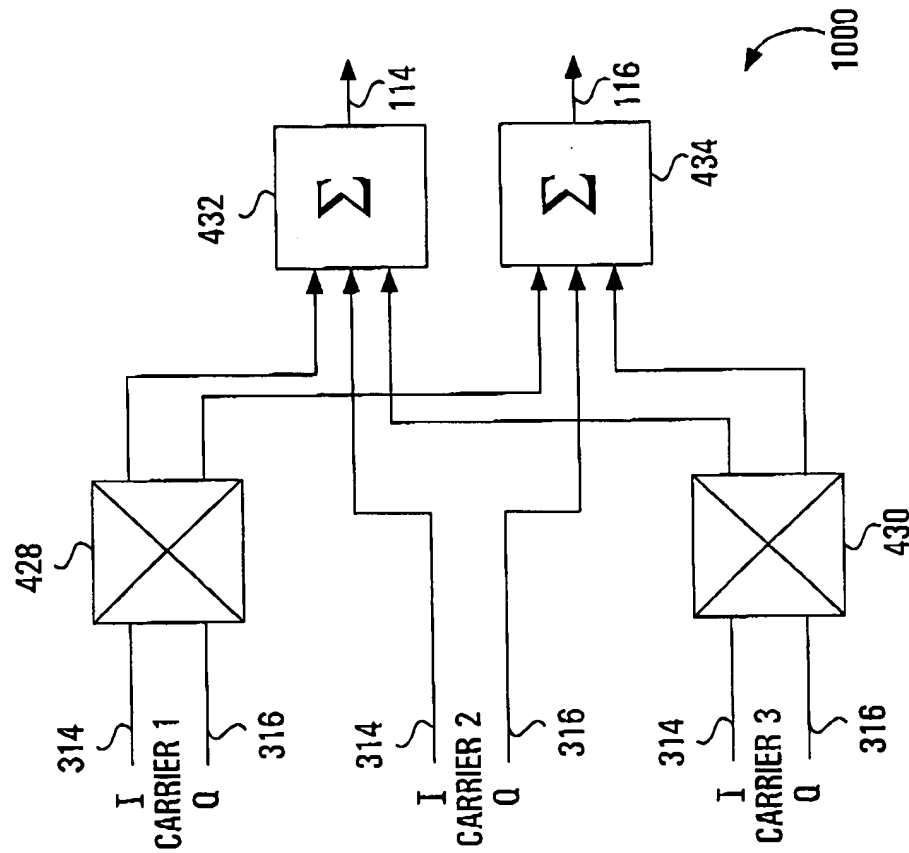 1000
432
Σ
114
434
Σ
116
428
314
I
CARRIER 1
Q
316
314
I
CARRIER 2
Q
316
430
314
I
CARRIER 3
Q
316